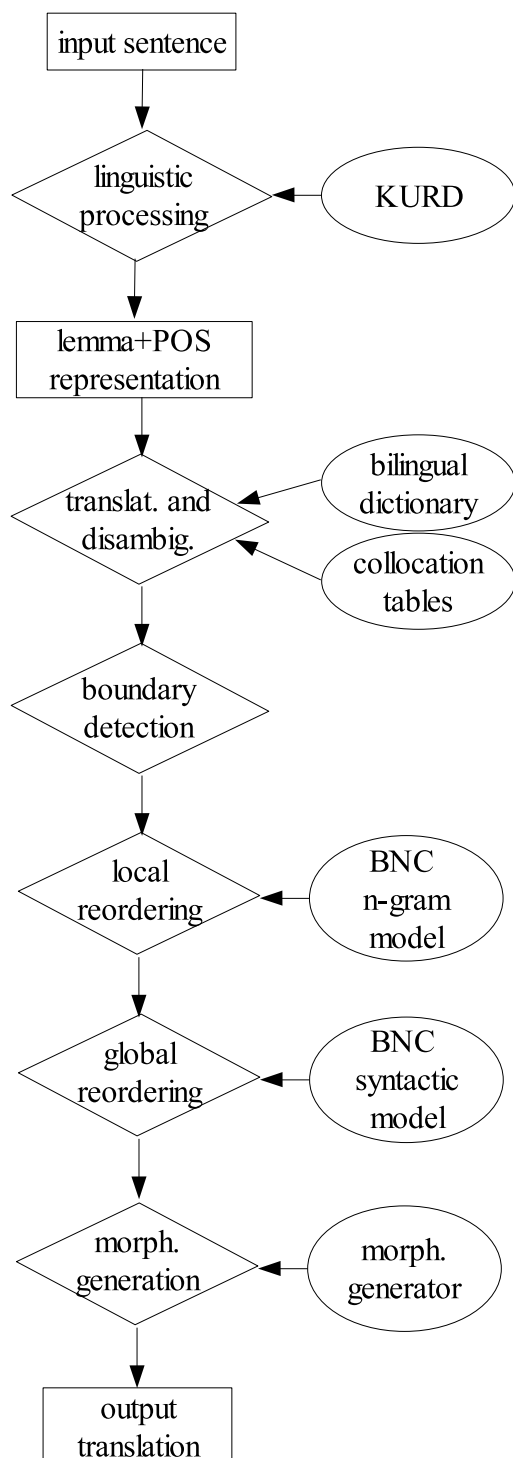 input sentence
linguistic
processing
KURD
lemma+POS
representation
translat. and
disambig.
bilingual
dictionary
collocation
tables
boundary
detection
local
reordering
BNC
n-gram
model
global
reordering
BNC
syntactic
model
morph.
generation
morph.
generator
output
translation